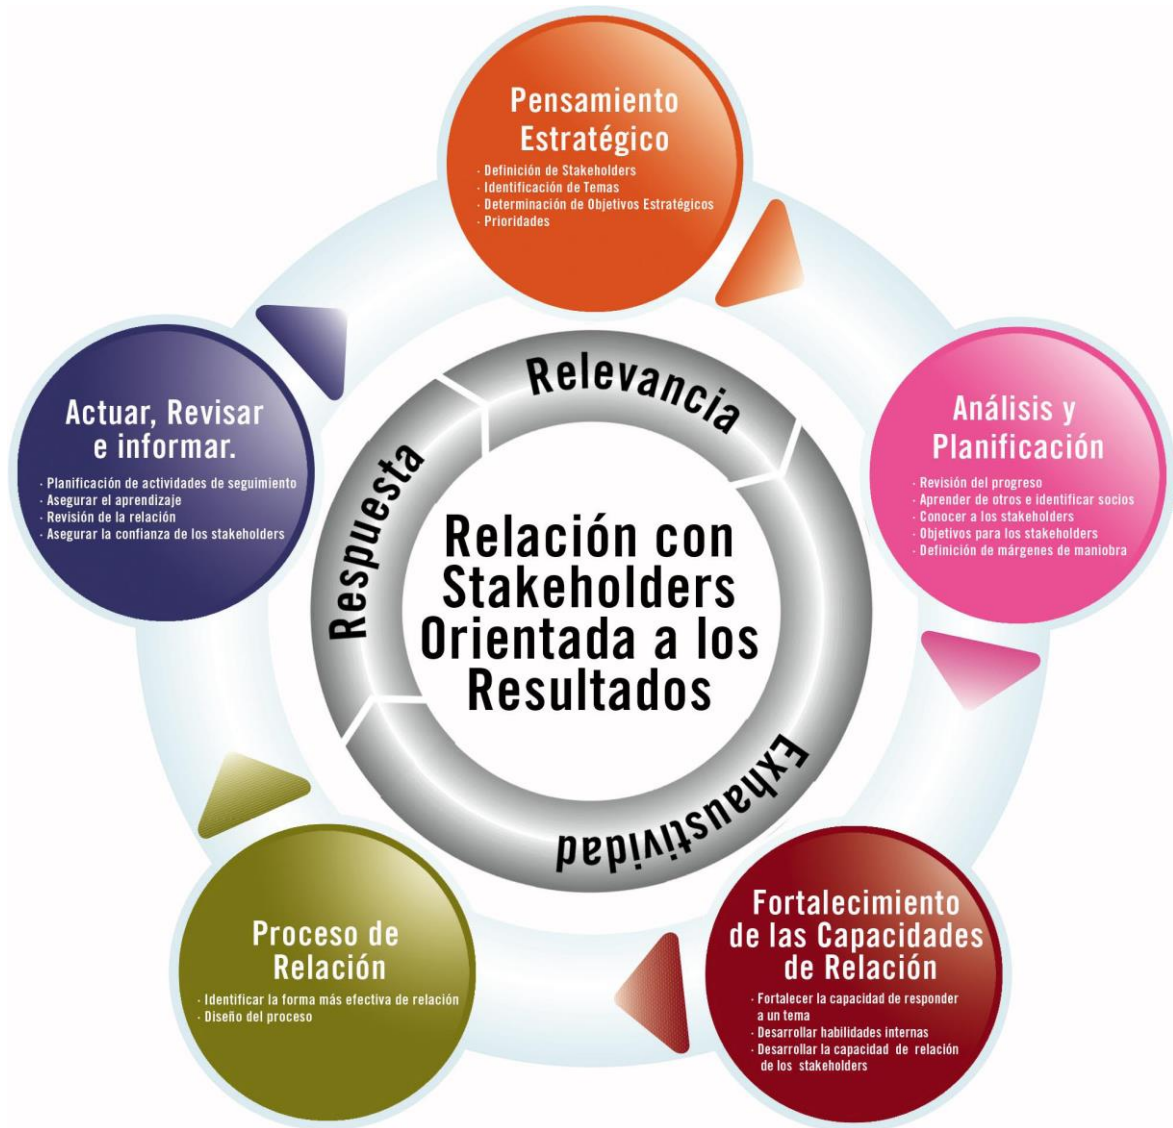 Pensamiento
Estratégico
· Definición de Stakeholders
· Identificación de Temas
· Determinación de Objetivos Estratégicos
· Prioridades
Análisis y
Planificación
· Revisión del progreso
· Aprender de otros e identificar socios
· Conocer a los stakeholders
· Objetivos para los stakeholders
· Definición de márgenes de maniobra
Fortalecimiento
de las Capacidades
de Relación
· Fortalecer la capacidad de responder
a un tema
· Desarrollar habilidades internas
· Desarrollar la capacidad de relación
de los stakeholders
Proceso de
Relación
· Identificar la forma más efectiva de relación
· Diseño del proceso
Actuar, Revisar
e informar.
· Planificación de actividades de seguimiento
· Asegurar el aprendizaje
· Revisión de la relación
· Asegurar la confianza de los stakeholders
Relevancia
Exhaustividad
Respuesta
Relación con
Stakeholders
Orientada a los
Resultados